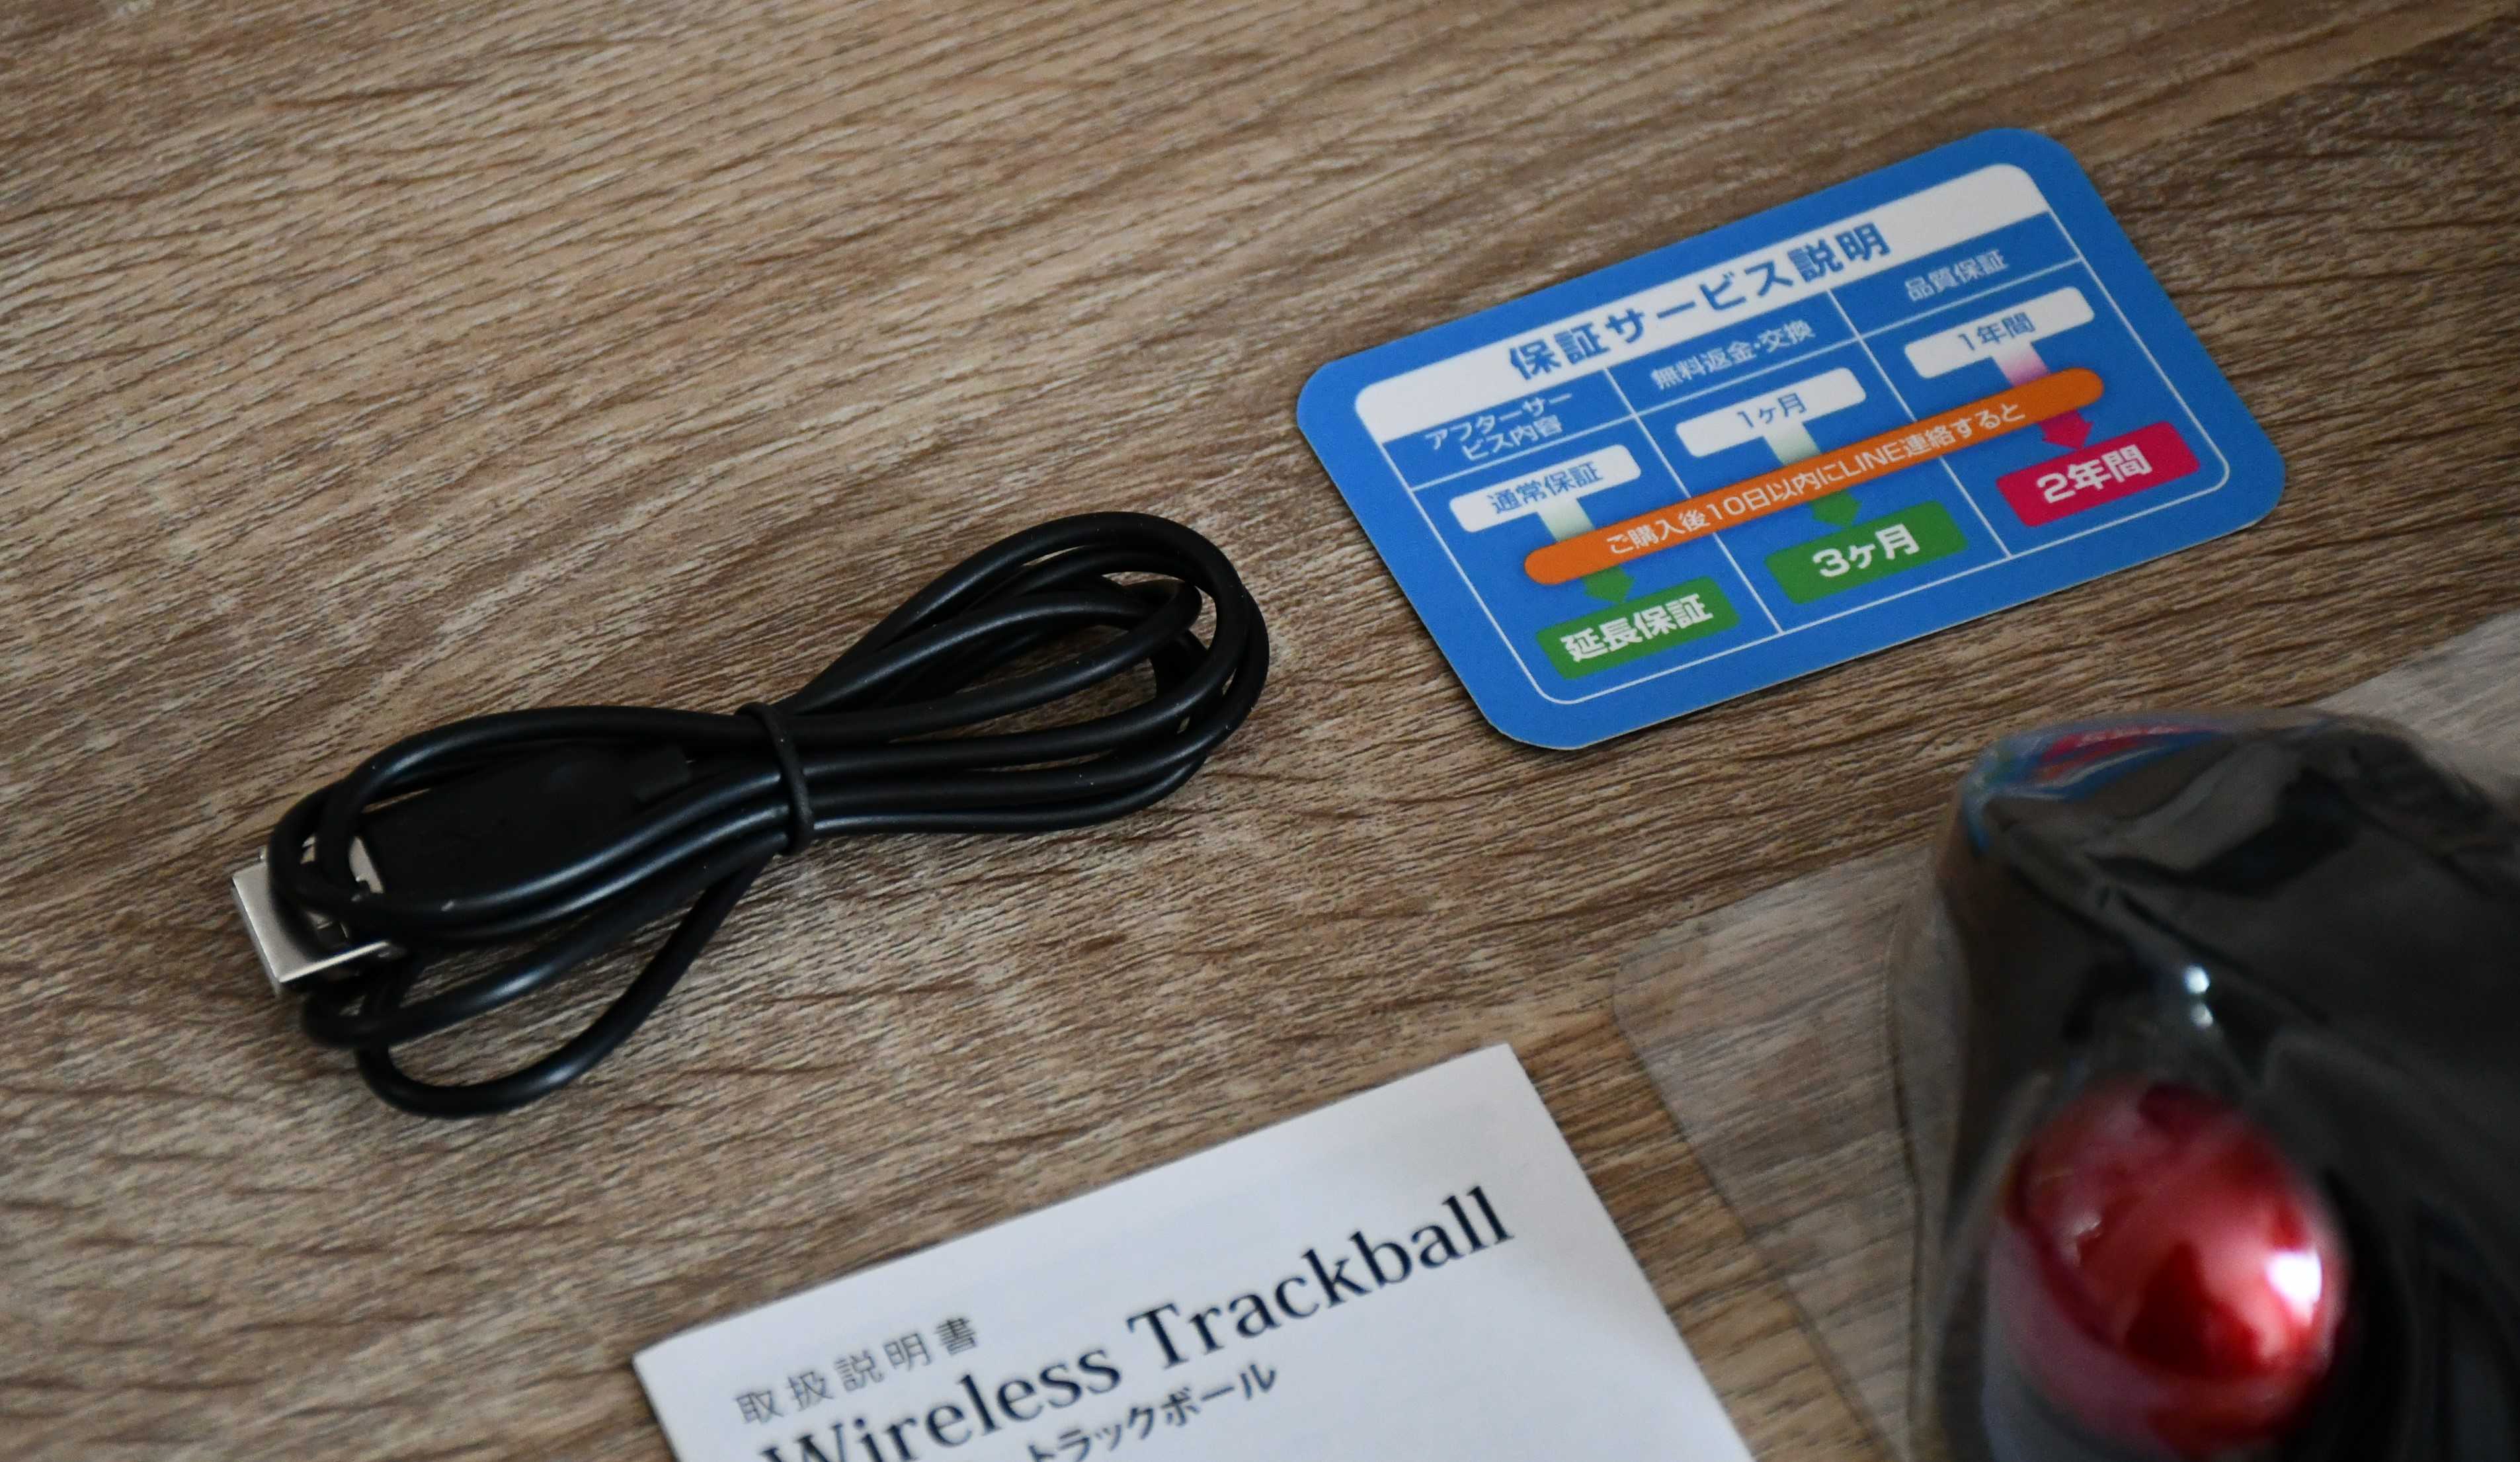 保証サービス説明
アフターサー
ビス内容
無料返金・交換
品質保証
通常保証
1ヶ月
1年間
ご購入後10日以内にLINE連絡すると
延長保証
3ヶ月
2年間
取扱説明書
Wireless Trackball
トラックボール